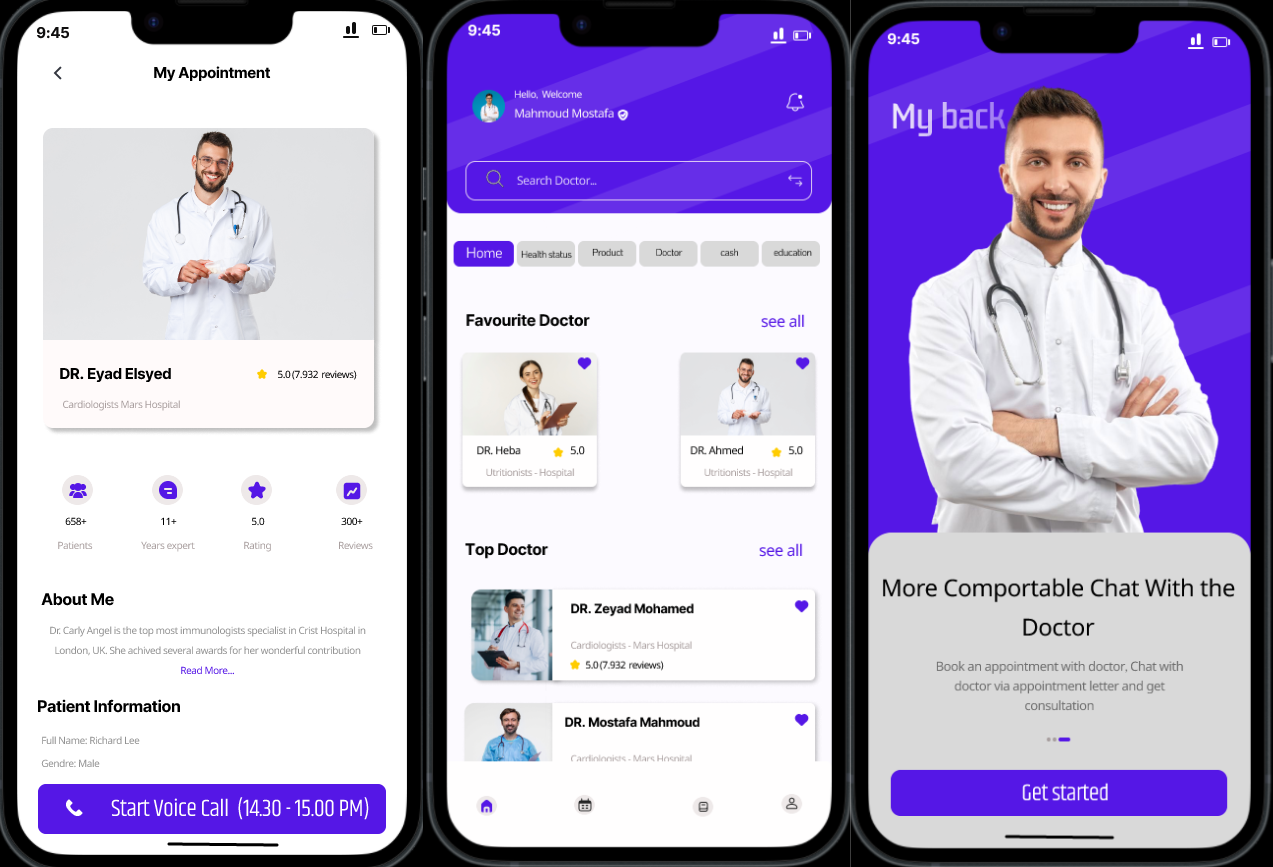 9:45
My Appointment
DR. Eyad Elsyed
5.0(7.932 reviews)
Cardiologists Mars Hospital
658+
11+
5.0
300+
Patients
Years expert
Rating
Reviews
About Me
Dr. Carly Angel is the top most immunologists specialist in Crist Hospital in
London, UK. She achived several awards for her wonderful contribution
Read More...
Patient Information
Full Name: Richard Lee
Gendre: Male
Start Voice Call (14.30 - 15.00 PM)
9:45
Hello, Welcome
Mahmoud Mostafa
Search Doctor...
Home
Health status
Product
Doctor
cash
education
Favourite Doctor
see all
DR. Heba
5.0
Utritionists - Hospital
DR. Ahmed
5.0
Utritionists - Hospital
Top Doctor
see all
DR. Zeyad Mohamed
Cardiologists - Mars Hospital
5.0(7.932 reviews)
DR. Mostafa Mahmoud
Cardiologists - Mars Hospital
9:45
My back
More Comportable Chat With the
Doctor
Book an appointment with doctor, Chat with
doctor via appointment letter and get
consultation
Get started